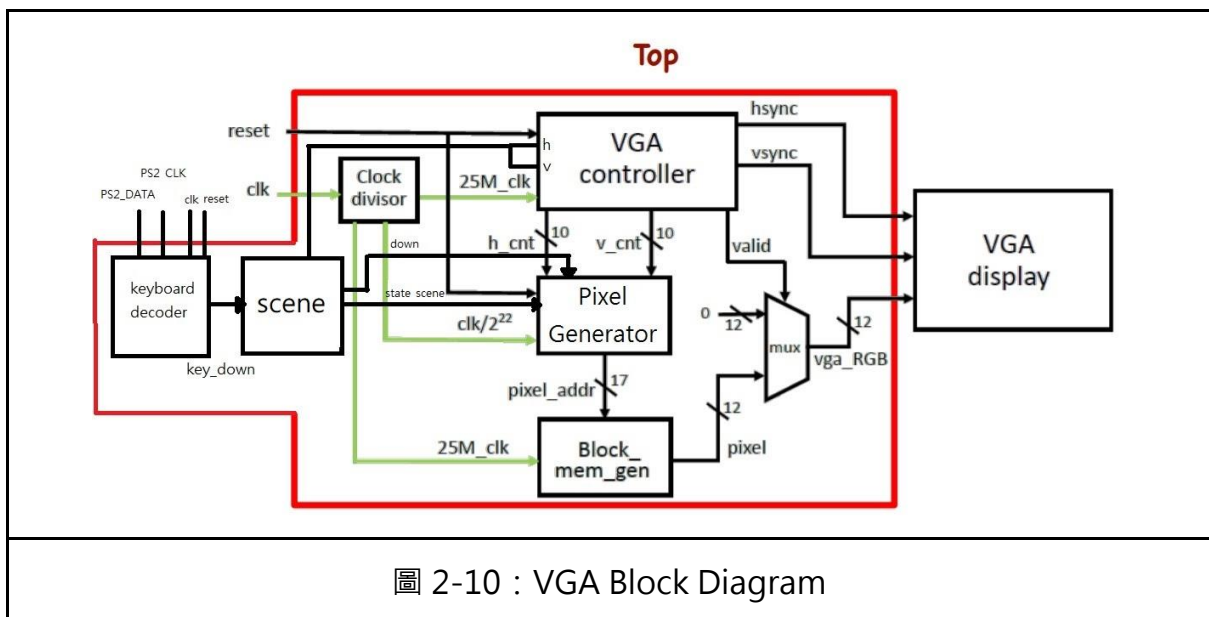 Top
hsync
reset
VGA
controller
h
v
vsync
PS2 CLK
PS2_DATA
clk
reset
clk
Clock
divisor
25M_clk
VGA
display
down
h_cnt
10
v_cnt
10
valid
keyboard
decoder
scene
state scene
Pixel
Generator
0
12
mux
12
vga_RGB
key_down
clk/2²²
pixel_addr
17
12
25M_clk
Block_
mem_gen
pixel
圖 2-10：VGA Block Diagram